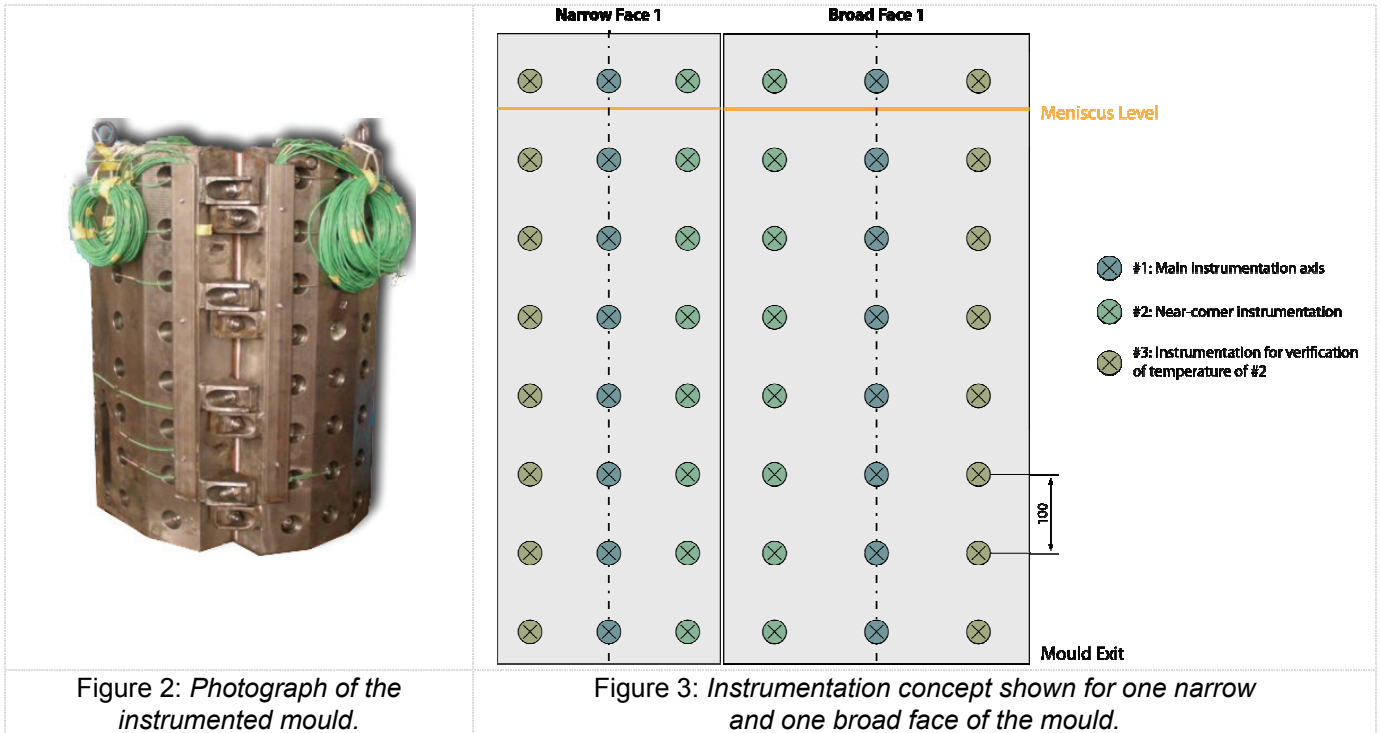 Narrow Face 1
Broad Face 1
Meniscus Level
#1: Main instrumentation axis
#2: Near-corner instrumentation
#3: Instrumentation for verification
of temperature of #2
100
Mould Exit
Figure 2: Photograph of the
instrumented mould.
Figure 3: Instrumentation concept shown for one narrow
and one broad face of the mould.